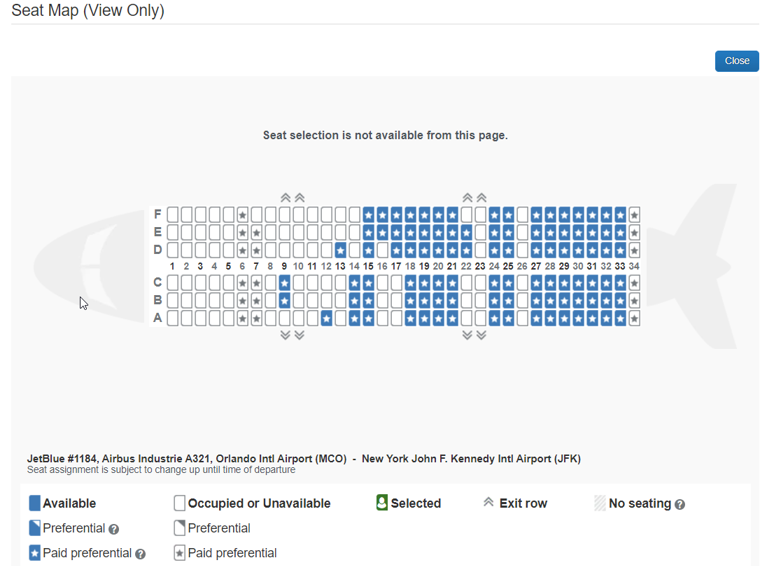 Seat Map (View Only)
Close
Seat selection is not available from this page.
F
E
D
1 2 3 4 5 6 7 8 9 10 11 12 13 14 15 16 17 18 19 20 21 22 23 24 25 26 27 28 29 30 31 32 33 34
C
B
A
JetBlue #1184, Airbus Industrie A321, Orlando Intl Airport (MCO) - New York John F. Kennedy Intl Airport (JFK)
Seat assignment is subject to change up until time of departure
Available Occupied or Unavailable Selected Exit row No seating ?
Preferential ? Preferential
Paid preferential ? Paid preferential